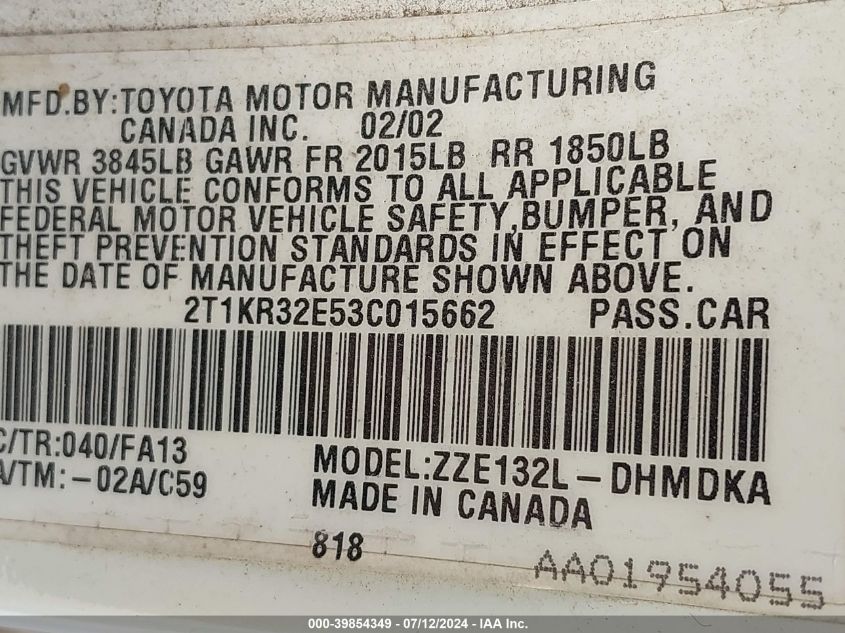 MFD.BY:TOYOTA MOTOR MANUFACTURING
CANADA INC. 02/02
GVWR 3845LB GAWR FR 2015LB RR 1850LB
THIS VEHICLE CONFORMS TO ALL APPLICABLE
FEDERAL MOTOR VEHICLE SAFETY,BUMPER, AND
THEFT PREVENTION STANDARDS IN EFFECT ON
THE DATE OF MANUFACTURE SHOWN ABOVE.
2T1KR32E53C015662 PASS.CAR
C/TR:040/FA13
A/TM:-02A/C59
MODEL:ZZE132L-DHMDKA
MADE IN CANADA
818
AA01954055
000-39854349 - 07/12/2024 - IAA Inc.